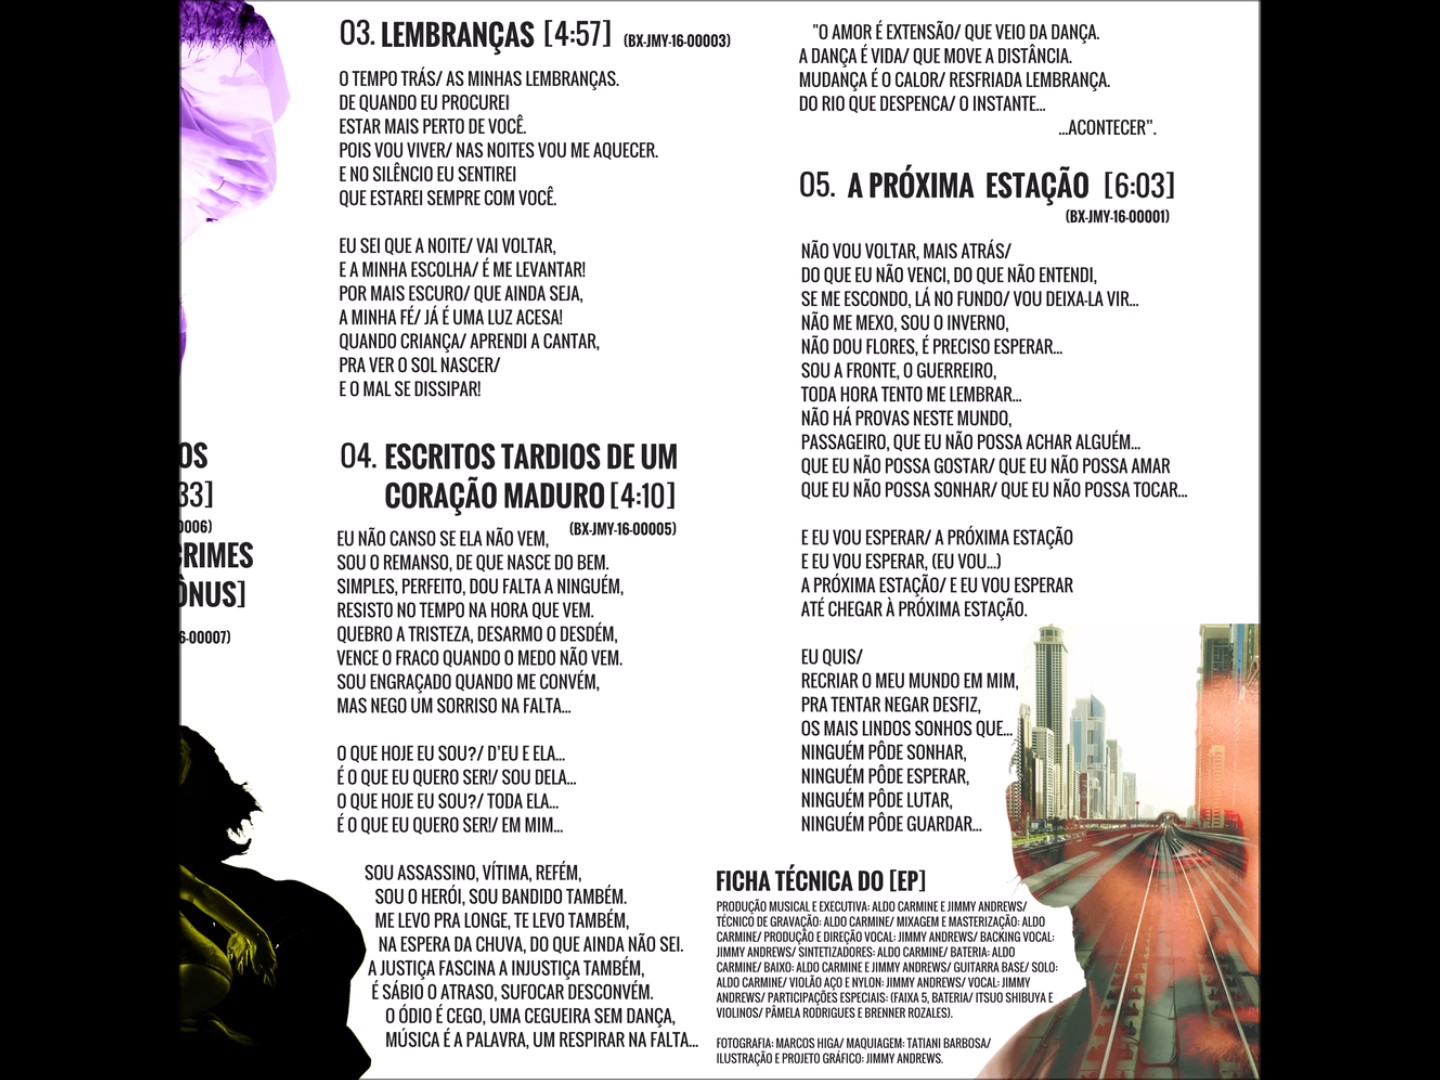 OS
33]
0006)
CRIMES
ÔNUS]
6-00007)
03. LEMBRANÇAS [4:57] (BX-JMY-16-00003)
O TEMPO TRÁS/ AS MINHAS LEMBRANÇAS.
DE QUANDO EU PROCUREI
ESTAR MAIS PERTO DE VOCÊ.
POIS VOU VIVER/ NAS NOITES VOU ME AQUECER.
E NO SILÊNCIO EU SENTIREI
QUE ESTAREI SEMPRE COM VOCÊ.
EU SEI QUE A NOITE/ VAI VOLTAR,
E A MINHA ESCOLHA/ É ME LEVANTAR!
POR MAIS ESCURO/ QUE AINDA SEJA,
A MINHA FÉ/ JÁ É UMA LUZ ACESA!
QUANDO CRIANÇA/ APRENDI A CANTAR,
PRA VER O SOL NASCER/
E O MAL SE DISSIPAR!
04. ESCRITOS TARDIOS DE UM
CORAÇÃO MADURO [4:10]
(BX-JMY-16-00005)
EU NÃO CANSO SE ELA NÃO VEM,
SOU O REMANSO, DE QUE NASCE DO BEM.
SIMPLES, PERFEITO, DOU FALTA A NINGUÉM,
RESISTO NO TEMPO NA HORA QUE VEM.
QUEBRO A TRISTEZA, DESARMO O DESDÉM,
VENCE O FRACO QUANDO O MEDO NÃO VEM.
SOU ENGRAÇADO QUANDO ME CONVÉM,
MAS NEGO UM SORRISO NA FALTA...
O QUE HOJE EU SOU?/ D'EU E ELA...
É O QUE EU QUERO SER!/ SOU DELA...
O QUE HOJE EU SOU?/ TODA ELA...
É O QUE EU QUERO SER!/ EM MIM...
SOU ASSASSINO, VÍTIMA, REFÉM,
SOU O HERÓI, SOU BANDIDO TAMBÉM.
ME LEVO PRA LONGE, TE LEVO TAMBÉM,
NA ESPERA DA CHUVA, DO QUE AINDA NÃO SEI.
A JUSTIÇA FASCINA A INJUSTIÇA TAMBÉM,
É SÁBIO O ATRASO, SUFOCAR DESCONVÉM.
O ÓDIO É CEGO, UMA CEGUEIRA SEM DANÇA,
MÚSICA É A PALAVRA, UM RESPIRAR NA FALTA...
"O AMOR É EXTENSÃO/ QUE VEIO DA DANÇA.
A DANÇA É VIDA/ QUE MOVE A DISTÂNCIA.
MUDANÇA É O CALOR/ RESFRIADA LEMBRANÇA.
DO RIO QUE DESPENCA/ O INSTANTE...
...ACONTECER".
05. A PRÓXIMA ESTAÇÃO [6:03]
(BX-JMY-16-00001)
NÃO VOU VOLTAR, MAIS ATRÁS/
DO QUE EU NÃO VENCI, DO QUE NÃO ENTENDI,
SE ME ESCONDO, LÁ NO FUNDO/ VOU DEIXA-LA VIR...
NÃO ME MEXO, SOU O INVERNO,
NÃO DOU FLORES, É PRECISO ESPERAR...
SOU A FRONTE, O GUERREIRO,
TODA HORA TENTO ME LEMBRAR...
NÃO HÁ PROVAS NESTE MUNDO,
PASSAGEIRO, QUE EU NÃO POSSA ACHAR ALGUÉM...
QUE EU NÃO POSSA GOSTAR/ QUE EU NÃO POSSA AMAR
QUE EU NÃO POSSA SONHAR/ QUE EU NÃO POSSA TOCAR...
E EU VOU ESPERAR/ A PRÓXIMA ESTAÇÃO
E EU VOU ESPERAR, (EU VOU...)
A PRÓXIMA ESTAÇÃO/ E EU VOU ESPERAR
ATÉ CHEGAR À PRÓXIMA ESTAÇÃO.
EU QUIS/
RECRIAR O MEU MUNDO EM MIM,
PRA TENTAR NEGAR DESFIZ,
OS MAIS LINDOS SONHOS QUE...
NINGUÉM PÔDE SONHAR,
NINGUÉM PÔDE ESPERAR,
NINGUÉM PÔDE LUTAR,
NINGUÉM PÔDE GUARDAR...
FICHA TÉCNICA DO [EP]
PRODUÇÃO MUSICAL E EXECUTIVA: ALDO CARMINE E JIMMY ANDREWS/
TÉCNICO DE GRAVAÇÃO: ALDO CARMINE/ MIXAGEM E MASTERIZAÇÃO: ALDO
CARMINE/ PRODUÇÃO E DIREÇÃO VOCAL: JIMMY ANDREWS/ BACKING VOCAL:
JIMMY ANDREWS/ SINTETIZADORES: ALDO CARMINE/ BATERIA: ALDO
CARMINE/ BAIXO: ALDO CARMINE E JIMMY ANDREWS/ GUITARRA BASE/ SOLO:
ALDO CARMINE/ VIOLÃO AÇO E NYLON: JIMMY ANDREWS/ VOCAL: JIMMY
ANDREWS/ PARTICIPAÇÕES ESPECIAIS: (FAIXA 5, BATERIA/ ITSUO SHIBUYA E
VIOLINOS/ PÂMELA RODRIGUES E BRENNER ROZALES).
FOTOGRAFIA: MARCOS HIGA/ MAQUIAGEM: TATIANI BARBOSA/
ILUSTRAÇÃO E PROJETO GRÁFICO: JIMMY ANDREWS.